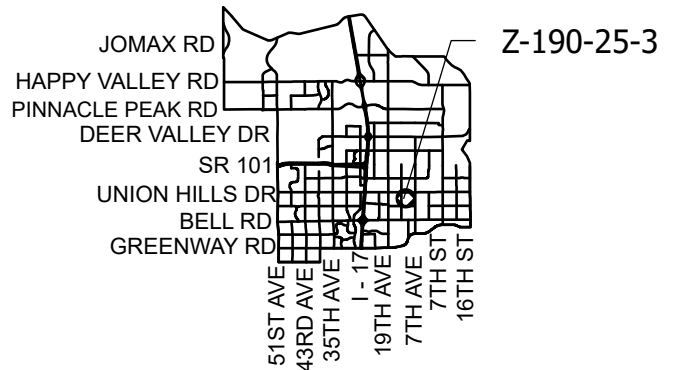 Z-190-25-3
JOMAX RD
HAPPY VALLEY RD
PINNACLE PEAK RD
DEER VALLEY DR
SR 101
UNION HILLS DR
BELL RD
GREENWAY RD
51ST AVE
43RD AVE
35TH AVE
I - 17
19TH AVE
7TH AVE
7TH ST
16TH ST